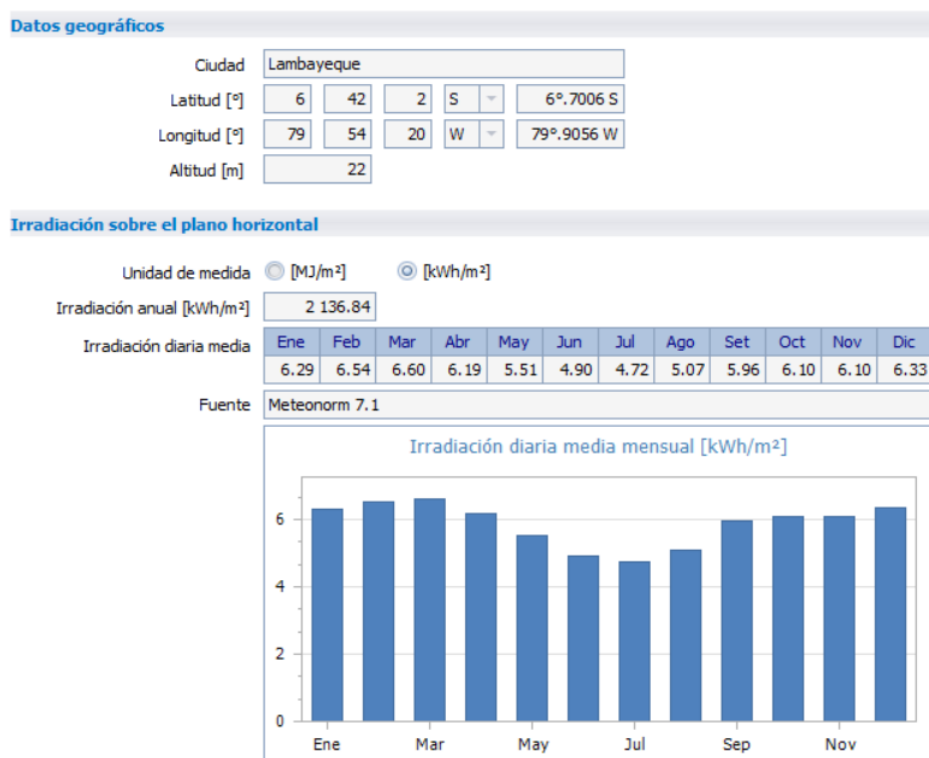 Datos geográficos
Ciudad Lambayeque
Latitud [°] 6 42 2 S 6°.7006 S
Longitud [°] 79 54 20 W 79°.9056 W
Altitud [m] 22
Irradiación sobre el plano horizontal
Unidad de medida [MJ/m²] [kWh/m²]
Irradiación anual [kWh/m²] 2 136.84
Irradiación diaria media Ene Feb Mar Abr May Jun Jul Ago Set Oct Nov Dic
6.29 6.54 6.60 6.19 5.51 4.90 4.72 5.07 5.96 6.10 6.10 6.33
Fuente Meteonorm 7.1
Irradiación diaria media mensual [kWh/m²]
6
4
2
0
Ene Mar May Jul Sep Nov